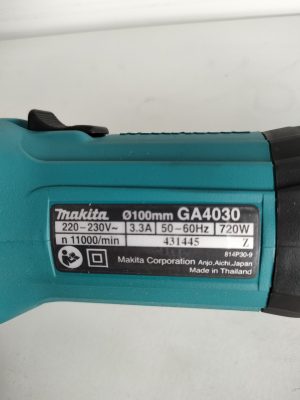 makita Ø100mm GA4030
220-230V~ 3.3A 50-60Hz 720W
n 11000/min 431445 Z
814P30-9
Makita Corporation Anjo, Aichi, Japan
Made in Thailand